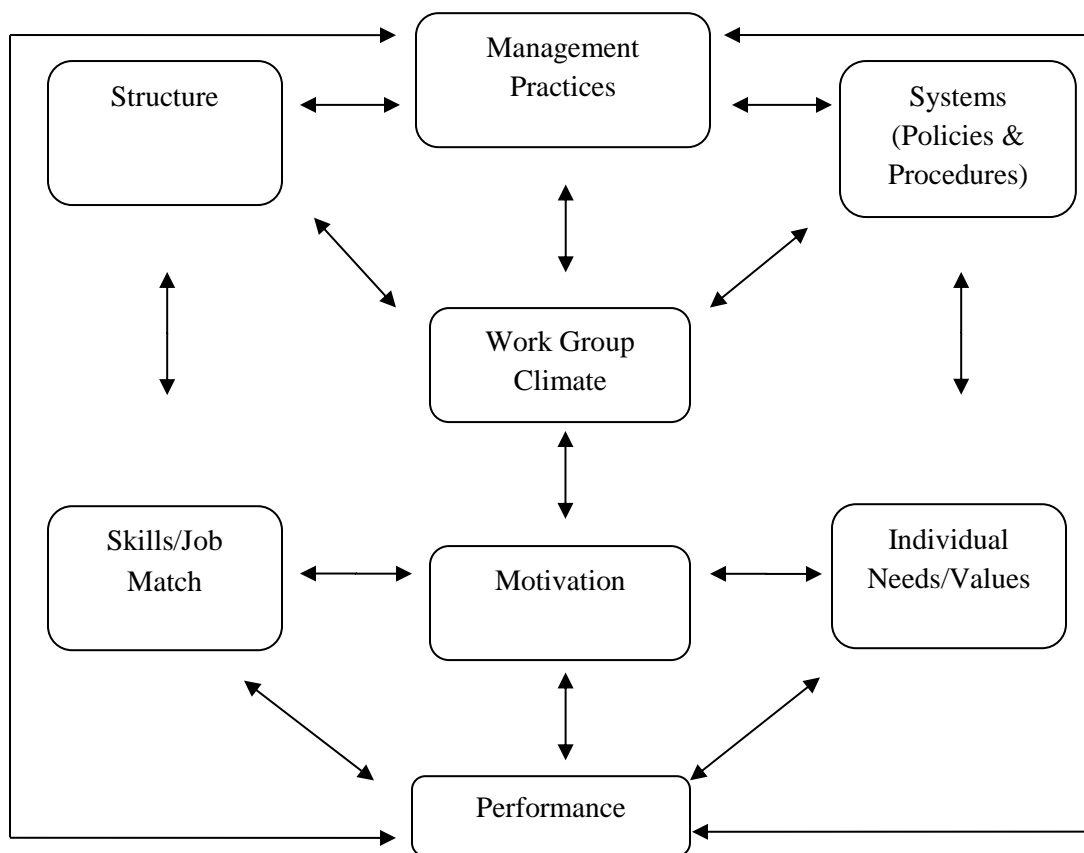 Management
Practices
Structure
Systems
(Policies &
Procedures)
Work Group
Climate
Skills/Job
Match
Motivation
Individual
Needs/Values
Performance